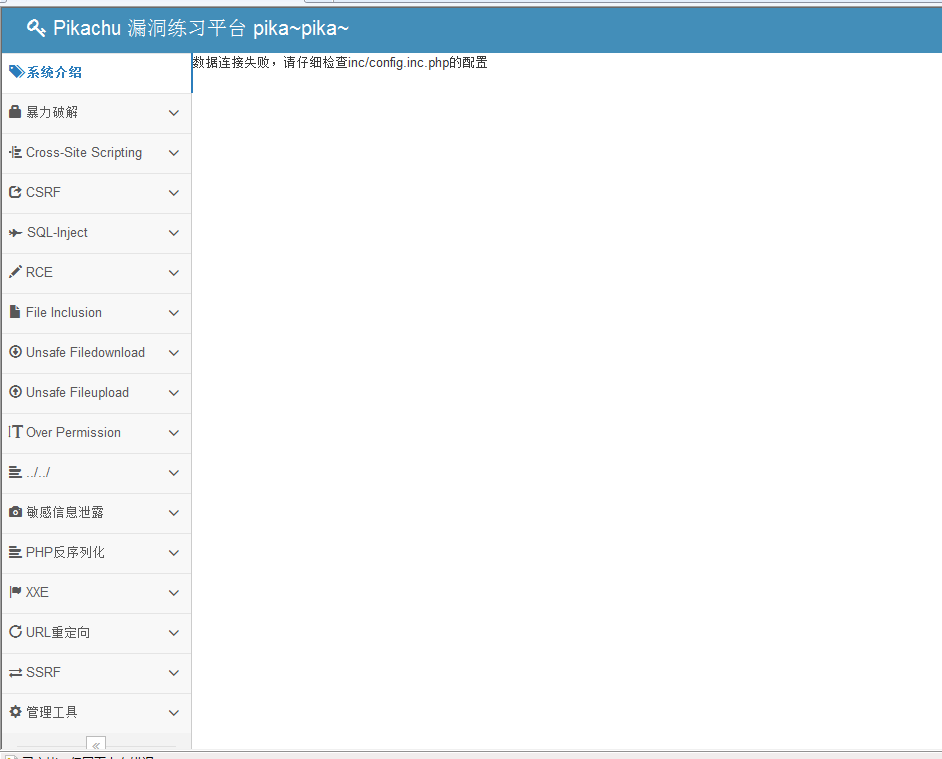 Pikachu 漏洞练习平台 pika~pika~
系统介绍
数据连接失败，请仔细检查inc/config.inc.php的配置
暴力破解
Cross-Site Scripting
CSRF
SQL-Inject
RCE
File Inclusion
Unsafe Filedownload
Unsafe Fileupload
Over Permission
../../
敏感信息泄露
PHP反序列化
XXE
URL重定向
SSRF
管理工具